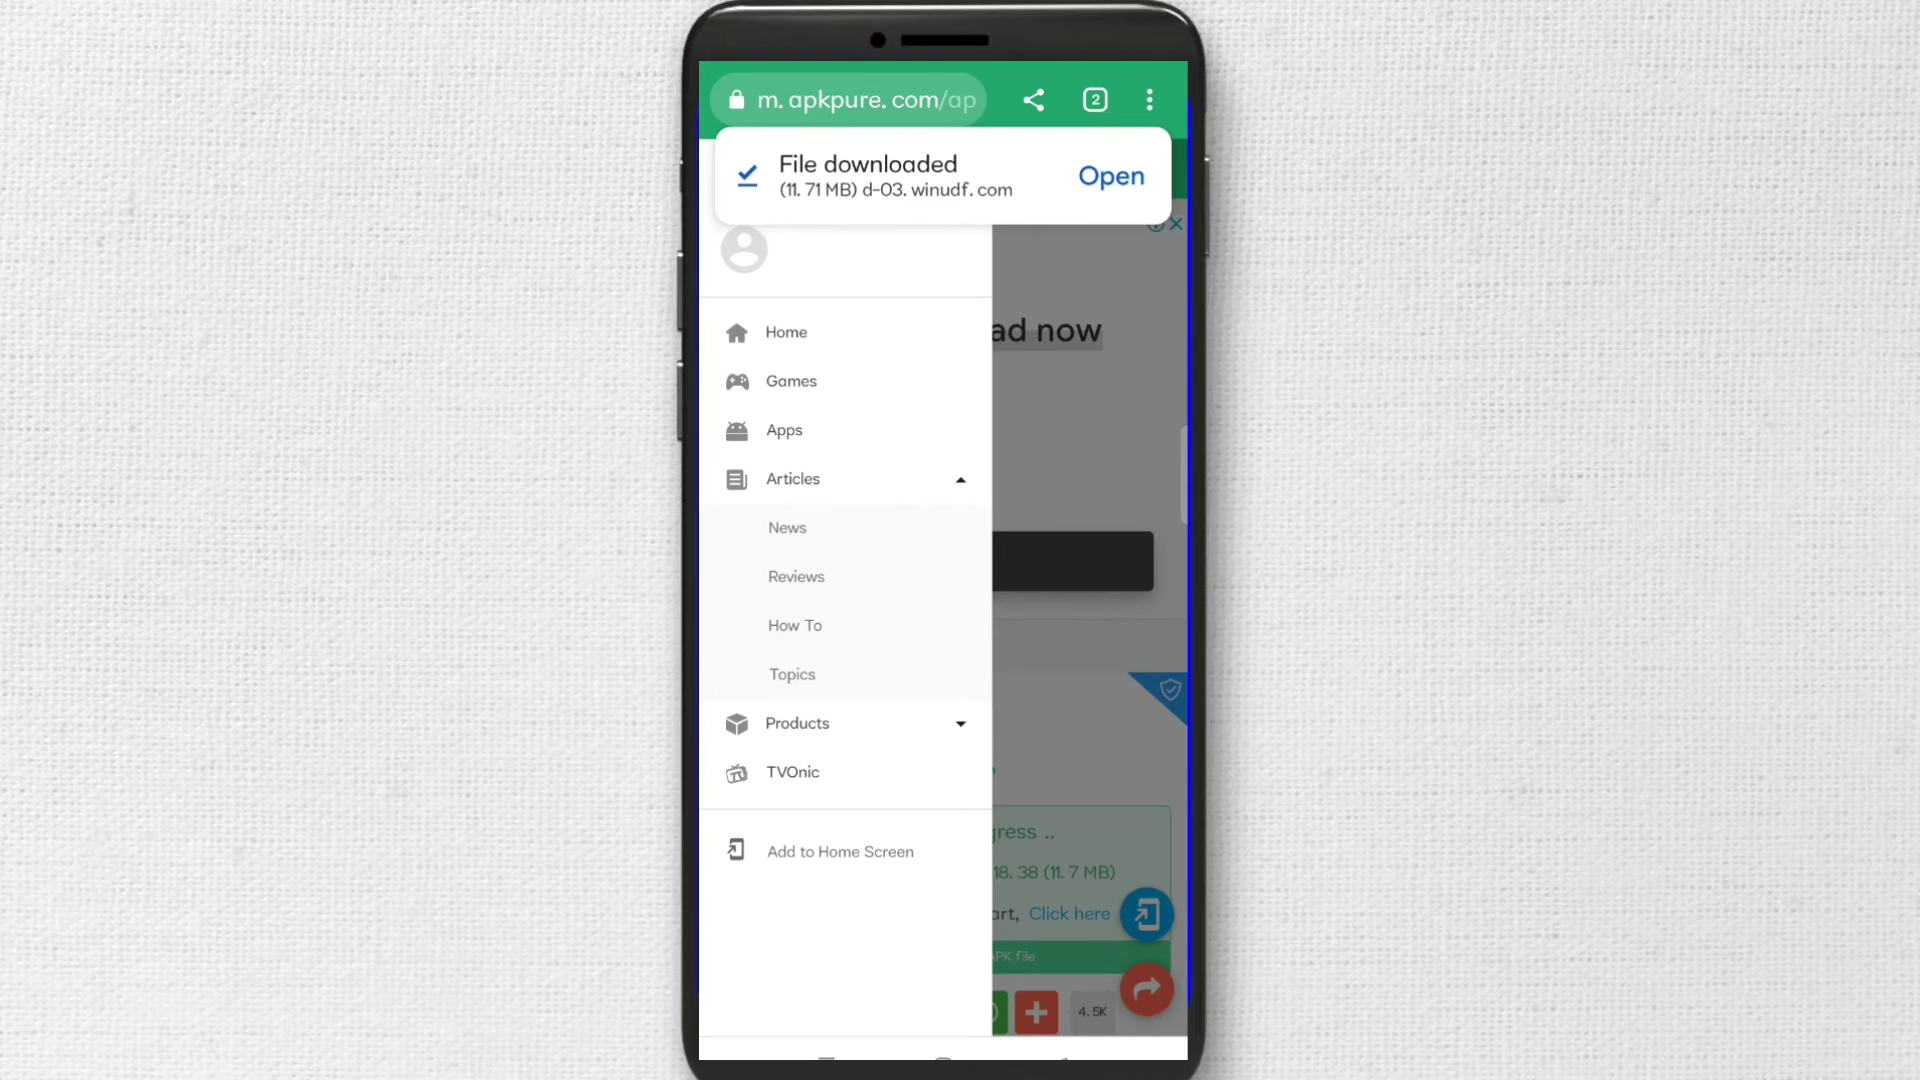 m. apkpure. com/ap
2
File downloaded
(11. 71 MB) d-03. winudf. com
Open
ad now
Home
Games
Apps
Articles
News
Reviews
How To
Topics
Products
TVOnic
gress ..
18. 38 (11. 7 MB)
Add to Home Screen
art, Click here
APK file
4. 5K